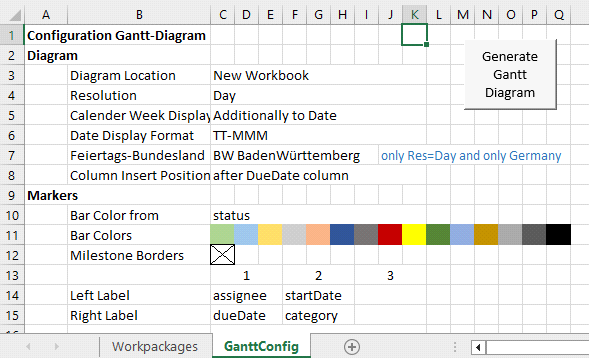 A B C D E F G H I J K L M N O P Q
1 Configuration Gantt-Diagram
2 Diagram
3 Diagram Location New Workbook
4 Resolution Day
5 Calender Week Display Additionally to Date
6 Date Display Format TT-MMM
7 Feiertags-Bundesland BW BadenWürttemberg only Res=Day and only Germany
8 Column Insert Position after DueDate column
9 Markers
10 Bar Color from status
11 Bar Colors
12 Milestone Borders
13 1 2 3
14 Left Label assignee startDate
15 Right Label dueDate category
Generate
Gantt
Diagram
Workpackages GanttConfig